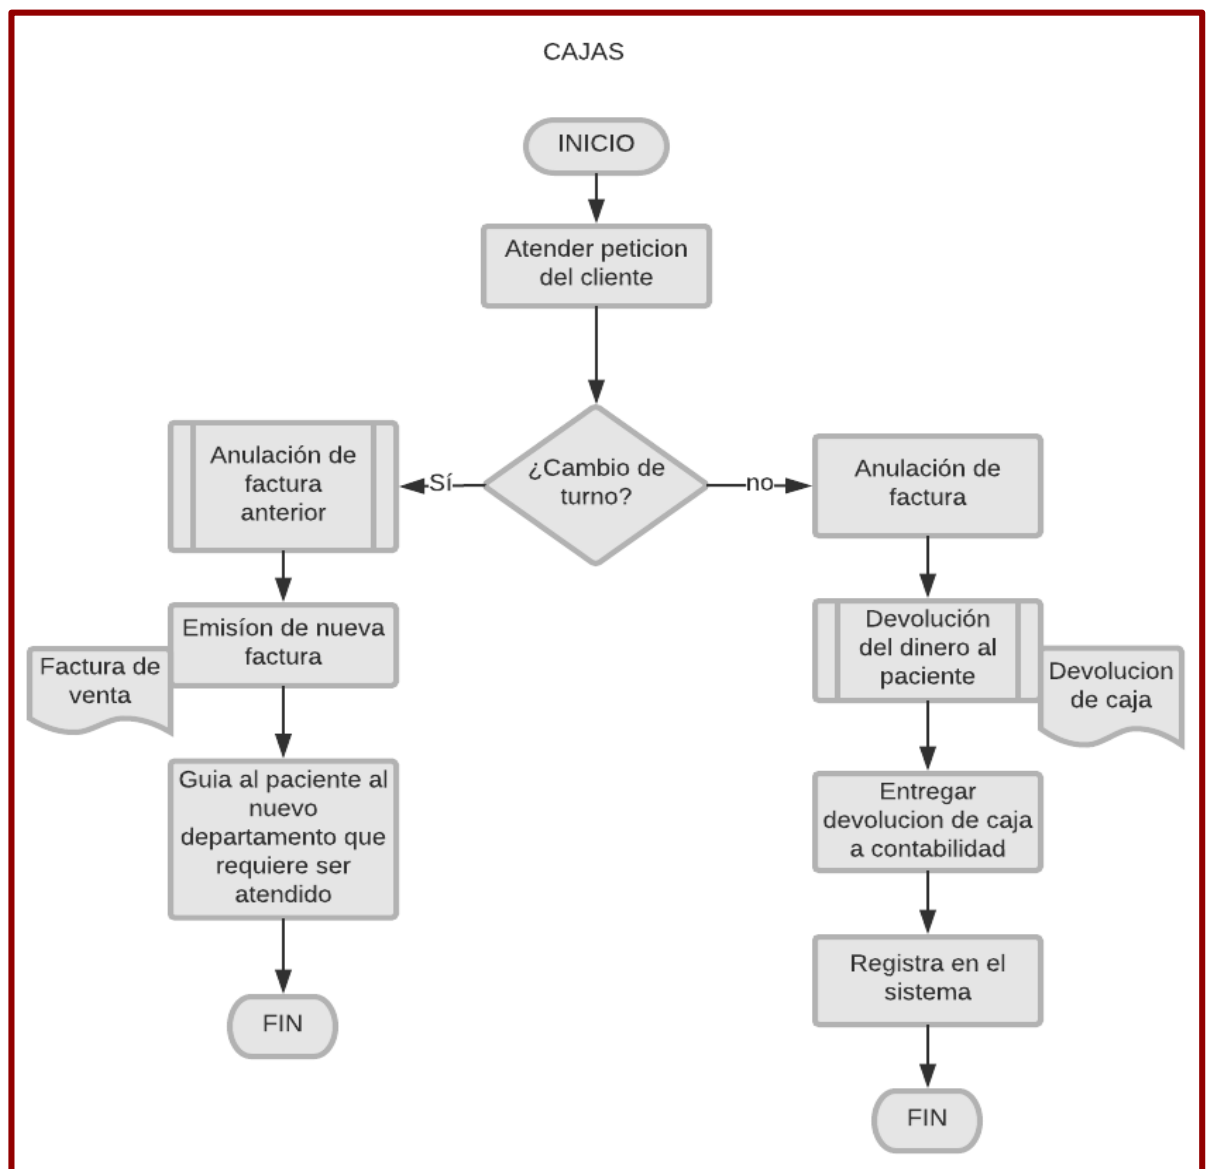 CAJAS
INICIO
Atender peticion
del cliente
¿Cambio de
turno?
Sí
no
Anulación de
factura
anterior
Emisíon de nueva
factura
Factura de
venta
Guia al paciente al
nuevo
departamento que
requiere ser
atendido
FIN
Anulación de
factura
Devolución
del dinero al
paciente
Devolucion
de caja
Entregar
devolucion de caja
a contabilidad
Registra en el
sistema
FIN